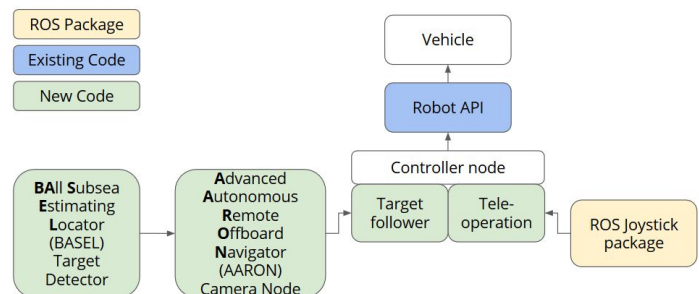 ROS Package
Existing Code
New Code
Vehicle
Robot API
Controller node
Target
follower
Tele-
operation
ROS Joystick
package
BAll Subsea
Estimating
Locator
(BASEL)
Target
Detector
Advanced
Autonomous
Remote
Offboard
Navigator
(AARON)
Camera Node